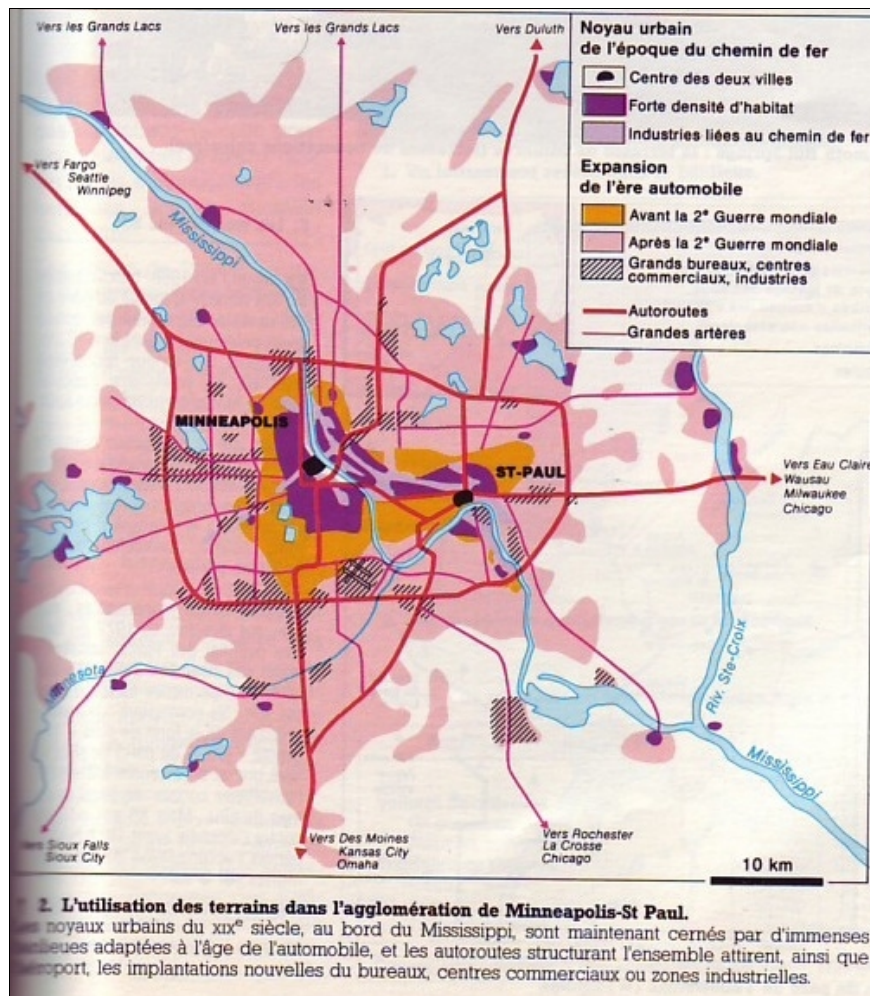 Vers les Grands Lacs
Vers les Grands Lacs
Vers Duluth
Noyau urbain
de l'époque du chemin de fer
Centre des deux villes
Forte densité d'habitat
Industries liées au chemin de fer
Expansion
de l'ère automobile
Avant la 2e Guerre mondiale
Après la 2e Guerre mondiale
Grands bureaux, centres
commerciaux, industries
Autoroutes
Grandes artères
Vers Fargo
Seattle
Winnipeg
Mississippi
MINNEAPOLIS
ST-PAUL
Vers Eau Claire
Wausau
Milwaukee
Chicago
Minnesota
Riv. Ste-Croix
Mississippi
Sioux Falls
Sioux City
Vers Des Moines
Kansas City
Omaha
Vers Rochester
La Crosse
Chicago
10 km
2. L'utilisation des terrains dans l'agglomération de Minneapolis-St Paul.
noyaux urbains du XIXe siècle, au bord du Mississippi, sont maintenant cernés par d'immenses
adaptées à l'âge de l'automobile, et les autoroutes structurant l'ensemble attirent, ainsi que
les implantations nouvelles du bureaux, centres commerciaux ou zones industrielles.